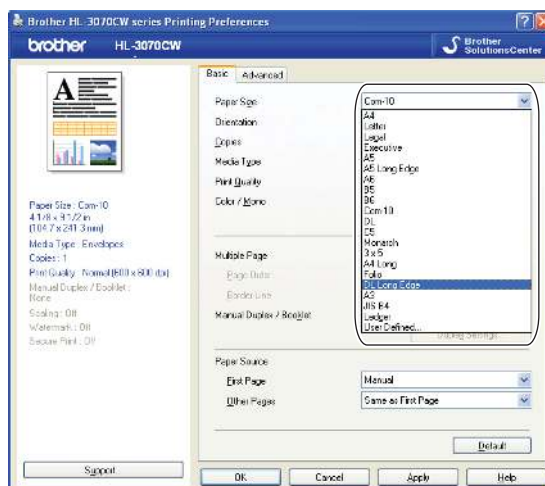 Brother HL-3070CW series Printing Preferences
brother HL-3070CW
Brother
SolutionsCenter
Basic
Advanced
Paper Size : Com-10
4 1/8 x 9 1/2 in
(104.7 x 241.3 mm)
Media Type : Envelopes
Copies : 1
Print Quality : Normal (600 x 600 dpi)
Manual Duplex / Booklet :
None
Scaling : Off
Watermark : Off
Secure Print : Off
Support
Paper Size
Com-10
Orientation
Copies
Media Type
Print Quality
Color / Mono
Multiple Page
Page Order
Border Line
Manual Duplex / Booklet
A4
Letter
Legal
Executive
A5
A5 Long Edge
A6
B5
B6
Com-10
DL
C5
Monarch
3 x 5
A4 Long
Folio
DL Long Edge
A3
JIS B4
Ledger
User Defined...
Paper Source
First Page
Manual
Other Pages
Same as First Page
Default
OK
Cancel
Apply
Help